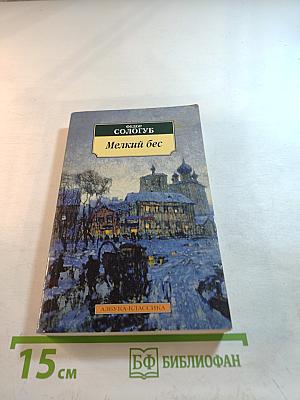 ФЕДОР
СОЛОГУБ
Мелкий бес
АЗБУКА-КЛАССИКА
15 см
БФ БИБЛИОФАН